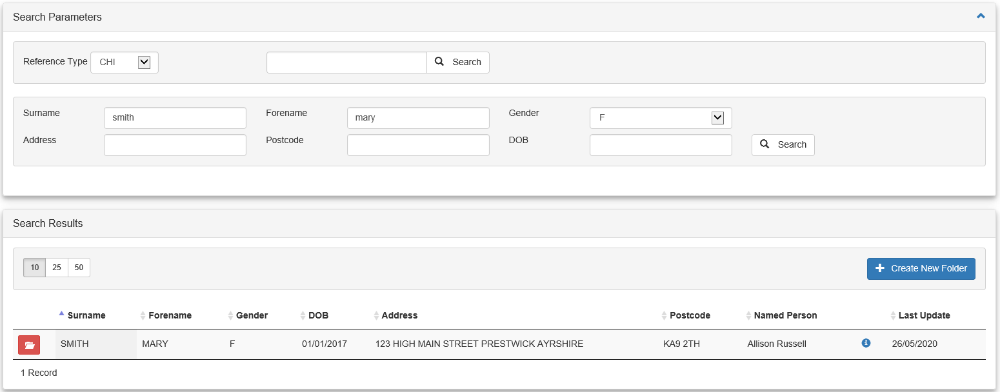 Search Parameters
Reference Type CHI Search
Surname smith Forename mary Gender F
Address Postcode DOB Search
Search Results
10 25 50 Create New Folder
Surname Forename Gender DOB Address Postcode Named Person Last Update
SMITH MARY F 01/01/2017 123 HIGH MAIN STREET PRESTWICK AYRSHIRE KA9 2TH Allison Russell 26/05/2020
1 Record